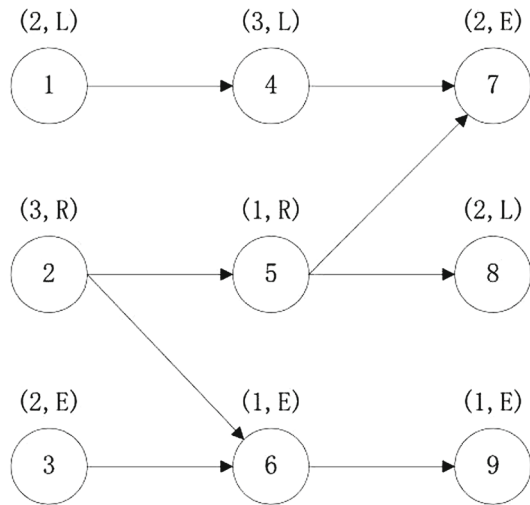 (2, L) (3, L) (2, E)
1 4 7
(3, R) (1, R) (2, L)
2 5 8
(2, E) (1, E) (1, E)
3 6 9